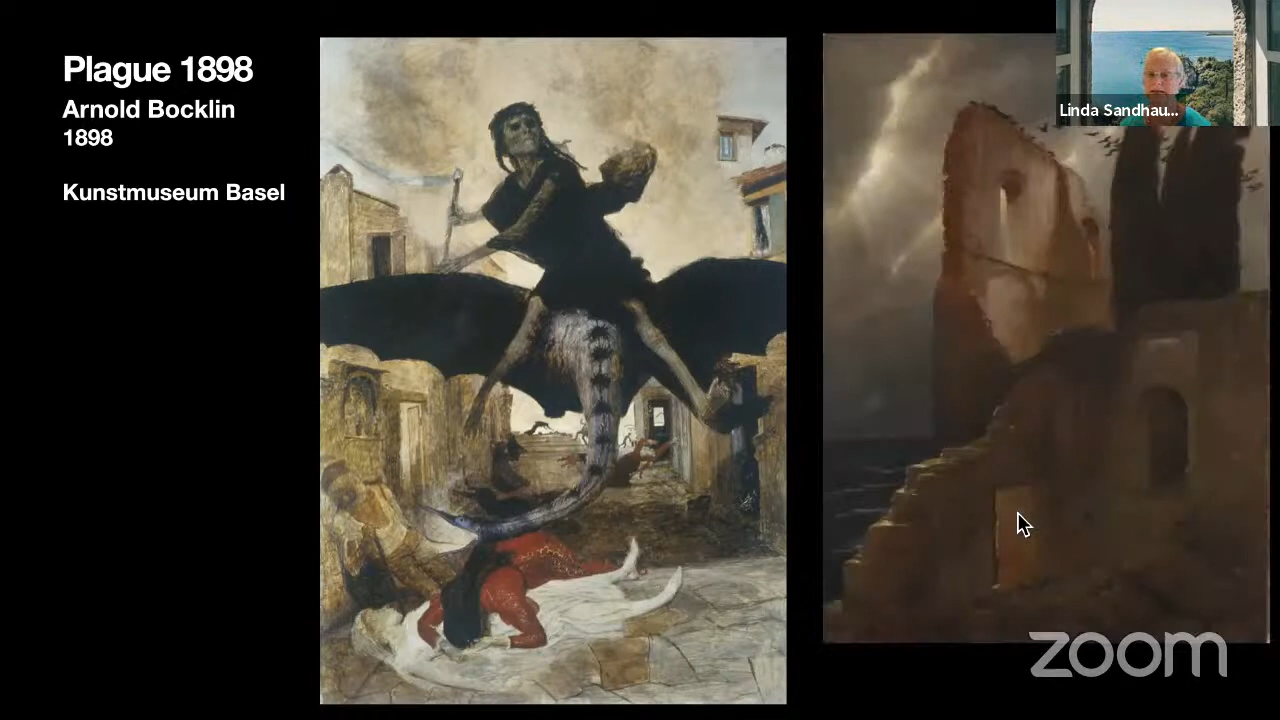 Plague 1898
Arnold Bocklin
1898
Kunstmuseum Basel
Linda Sandhau...
zoom